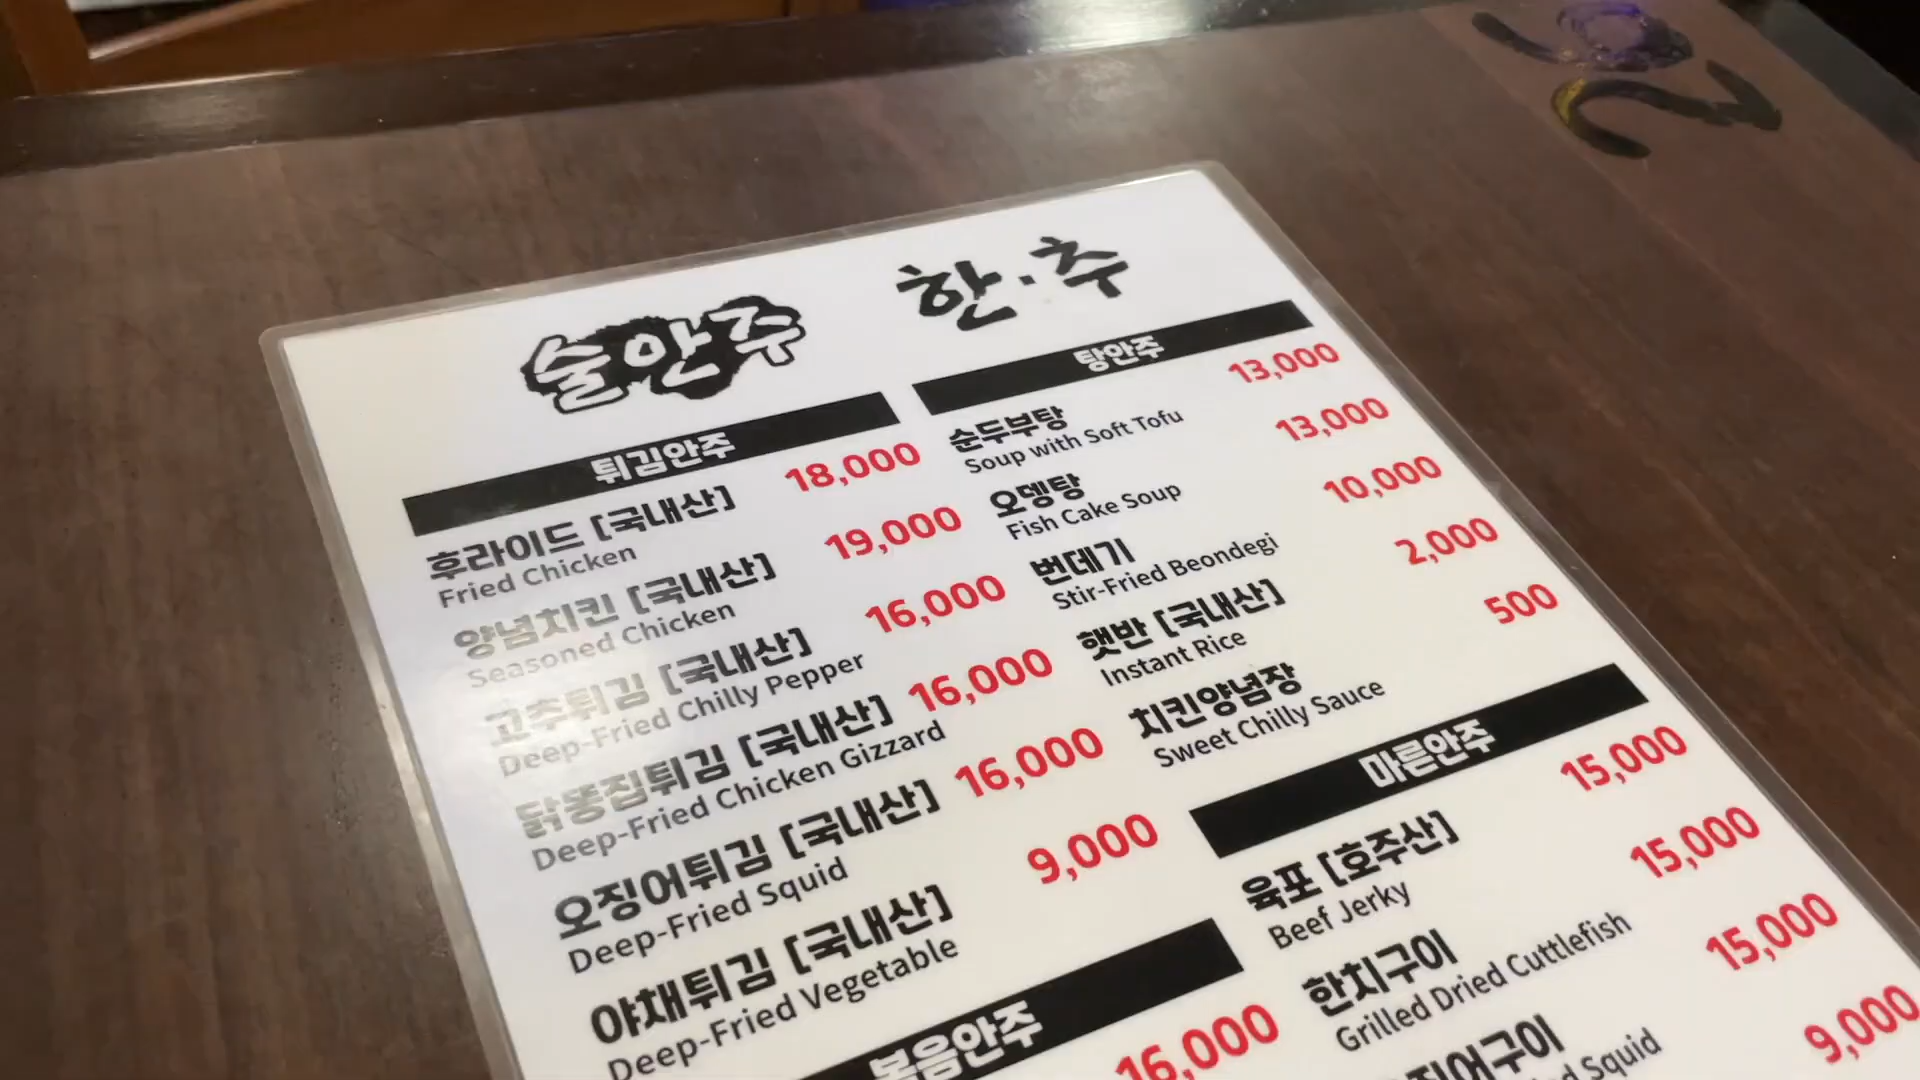 술안주
한·추
튀김안주
후라이드 [국내산] 18,000
Fried Chicken
양념치킨 [국내산] 19,000
Seasoned Chicken
고추튀김 [국내산] 16,000
Deep-Fried Chilly Pepper
닭똥집튀김 [국내산] 16,000
Deep-Fried Chicken Gizzard
오징어튀김 [국내산] 16,000
Deep-Fried Squid
야채튀김 [국내산] 9,000
Deep-Fried Vegetable
볶음안주
16,000
탕안주
순두부탕 13,000
Soup with Soft Tofu
오뎅탕 13,000
Fish Cake Soup
번데기 10,000
Stir-Fried Beondegi
햇반 [국내산] 2,000
Instant Rice
치킨양념장 500
Sweet Chilly Sauce
마른안주
육포 [호주산] 15,000
Beef Jerky
한치구이 15,000
Grilled Dried Cuttlefish
15,000
Squid
9,000